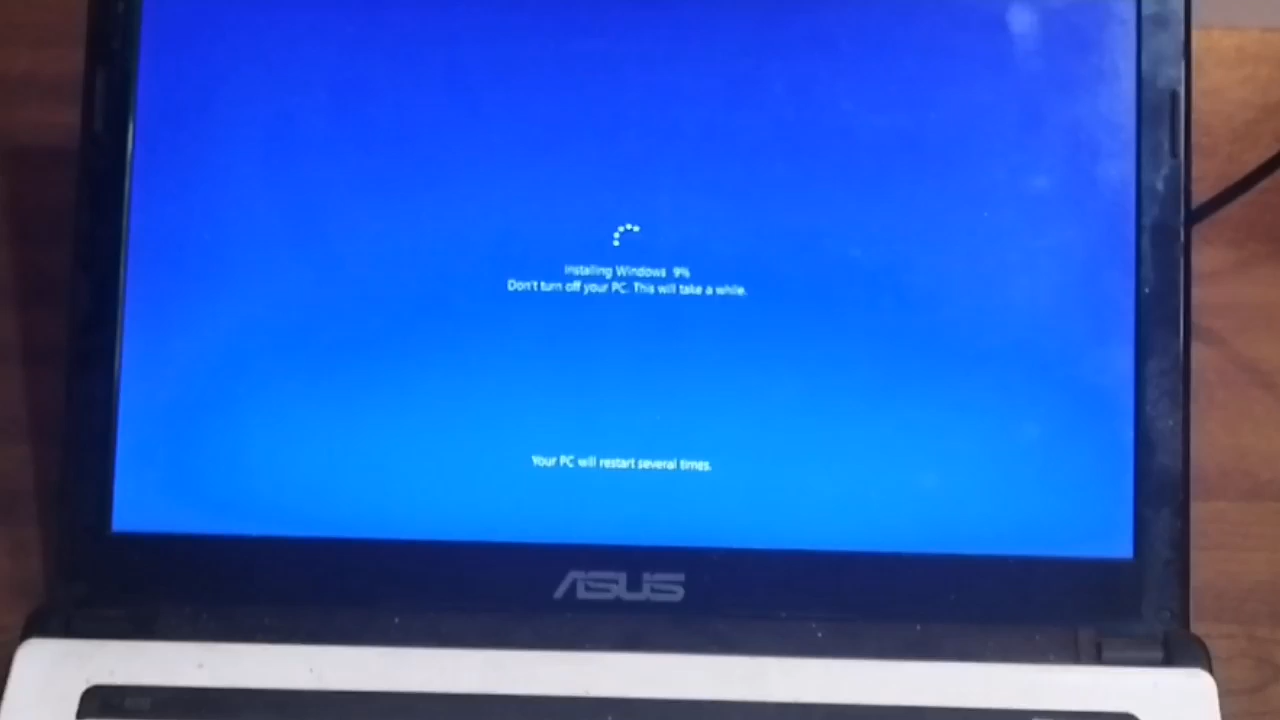 Installing Windows 9%
Don't turn off your PC. This will take a while.
Your PC will restart several times.
ASUS